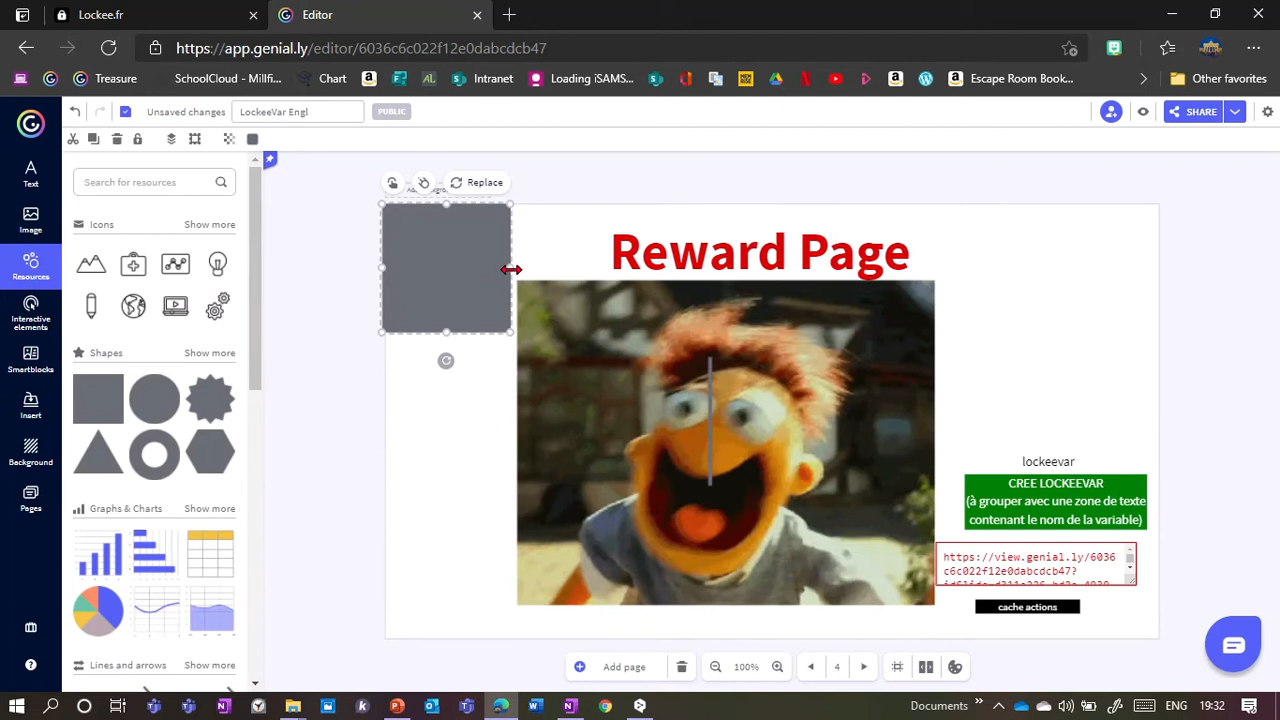 Lockee.fr
Editor
https://app.genial.ly/editor/6036c6c022f12e0dabcdcb47
Treasure
SchoolCloud - Millfi...
Chart
Intranet
Loading iSAMS...
Escape Room Book...
Other favorites
Unsaved changes
LockeeVar Engl
PUBLIC
SHARE
Text
Image
Resources
Interactive
elements
Smartblocks
Insert
Background
Pages
Search for resources
Icons
Show more
Shapes
Show more
Graphs & Charts
Show more
Lines and arrows
Show more
Replace
Reward Page
lockeevar
CREE LOCKEEVAR
(à grouper avec une zone de texte
contenant le nom de la variable)
https://view.genial.ly/6036
c6c022f12e0dabcdcb47?
cache actions
Add page
100%
4
Documents
ENG
19:32